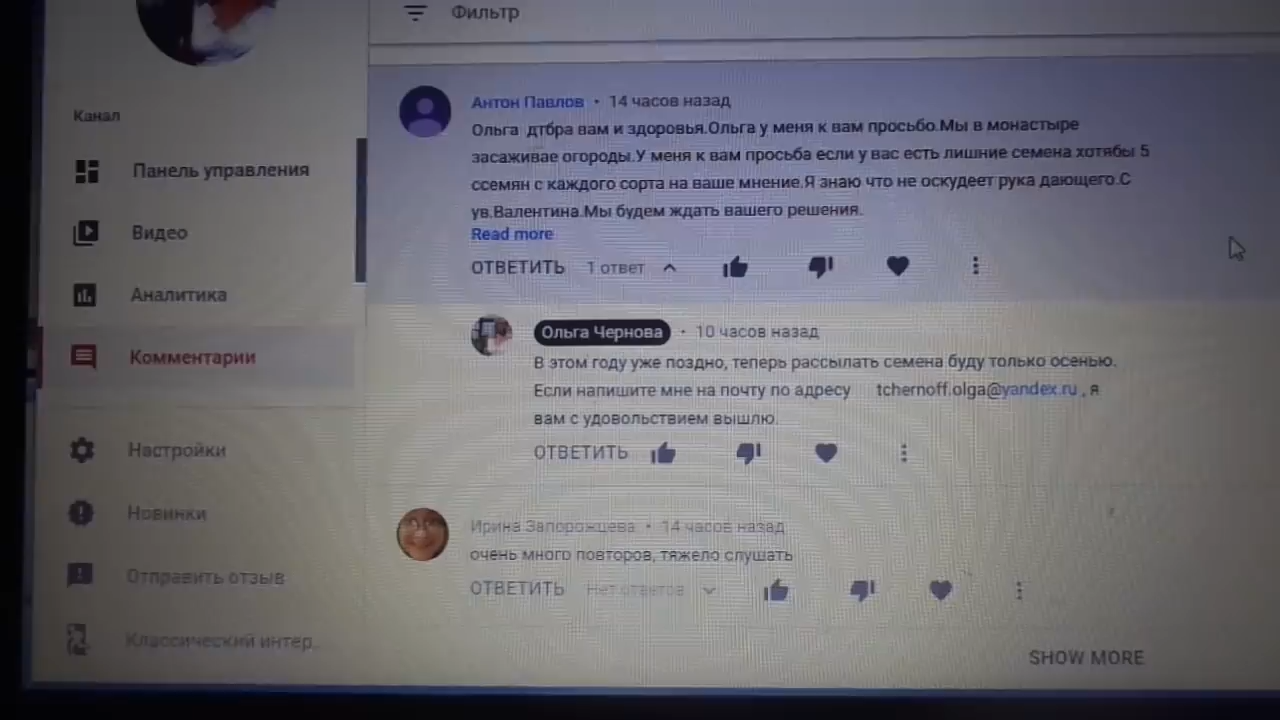 Фильтр
Канал
Панель управления
Видео
Аналитика
Комментарии
Настройки
Новинки
Отправить отзыв
Классический интер..
Антон Павлов • 14 часов назад
Ольга дтбра вам и здоровья.Ольга у меня к вам просьбо.Мы в монастыре
засаживае огороды.У меня к вам просьба если у вас есть лишние семена хотябы 5
ссемян с каждого сорта на ваше мнение.Я знаю что не оскудеет рука дающего.С
ув.Валентина.Мы будем ждать вашего решения.
Read more
ОТВЕТИТЬ 1 ответ
Ольга Чернова • 10 часов назад
В этом году уже поздно, теперь рассылать семена буду только осенью.
Если напишите мне на почту по адресу tchernoff.olga@yandex.ru , я
вам с удовольствием вышлю.
ОТВЕТИТЬ
Ирина Запорожцева • 14 часов назад
очень много повторов, тяжело слушать
ОТВЕТИТЬ Нет ответов
SHOW MORE